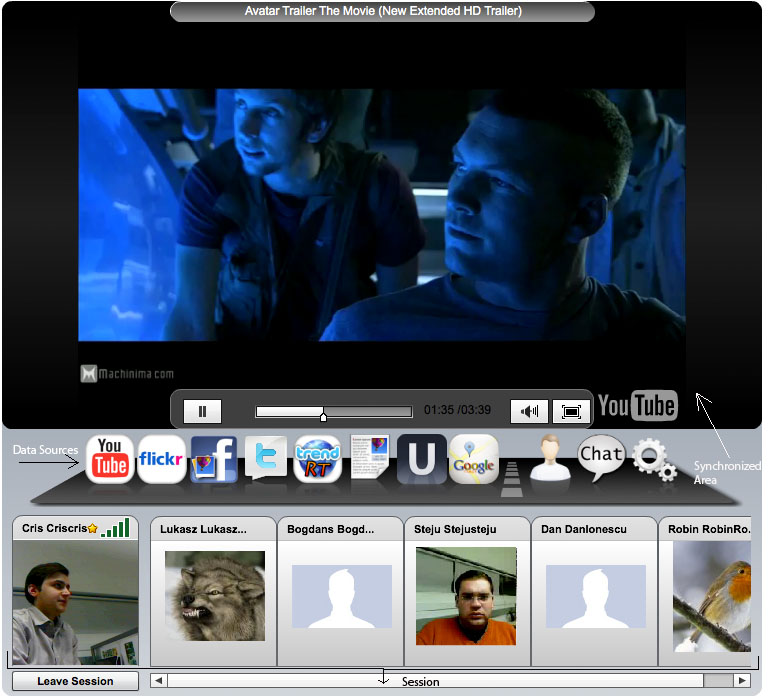 Avatar Trailer The Movie (New Extended HD Trailer)
Machinima.com
01:35 /03:39
YouTube
Data Sources
You
Tube
flickr
f
t
trend
RT
U
Google
Chat
Synchronized
Area
Cris Criscris
Lukasz Lukasz...
Bogdans Bogd...
Steju Stejusteju
Dan DanIonescu
Robin RobinRo.
Leave Session
Session